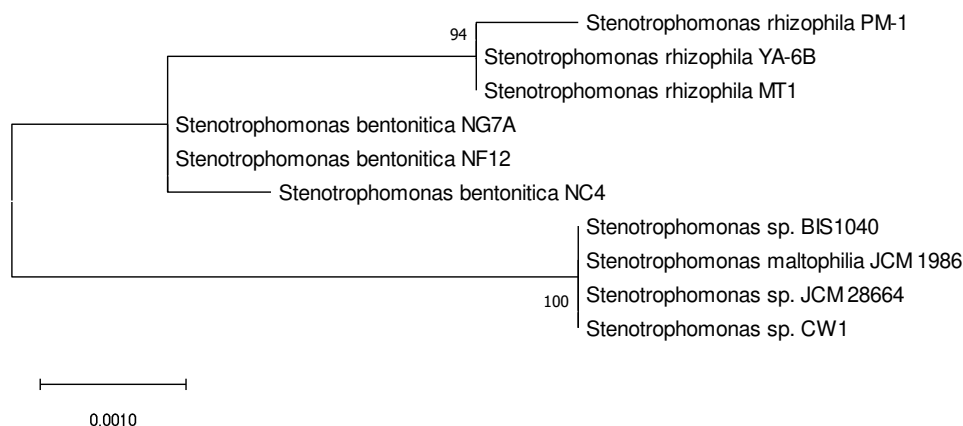 94
Stenotrophomonas rhizophila PM-1
Stenotrophomonas rhizophila YA-6B
Stenotrophomonas rhizophila MT1
Stenotrophomonas bentonitica NG7A
Stenotrophomonas bentonitica NF12
Stenotrophomonas bentonitica NC4
Stenotrophomonas sp. BIS1040
Stenotrophomonas maltophilia JCM 1986
Stenotrophomonas sp. JCM 28664
100
Stenotrophomonas sp. CW1
0.0010